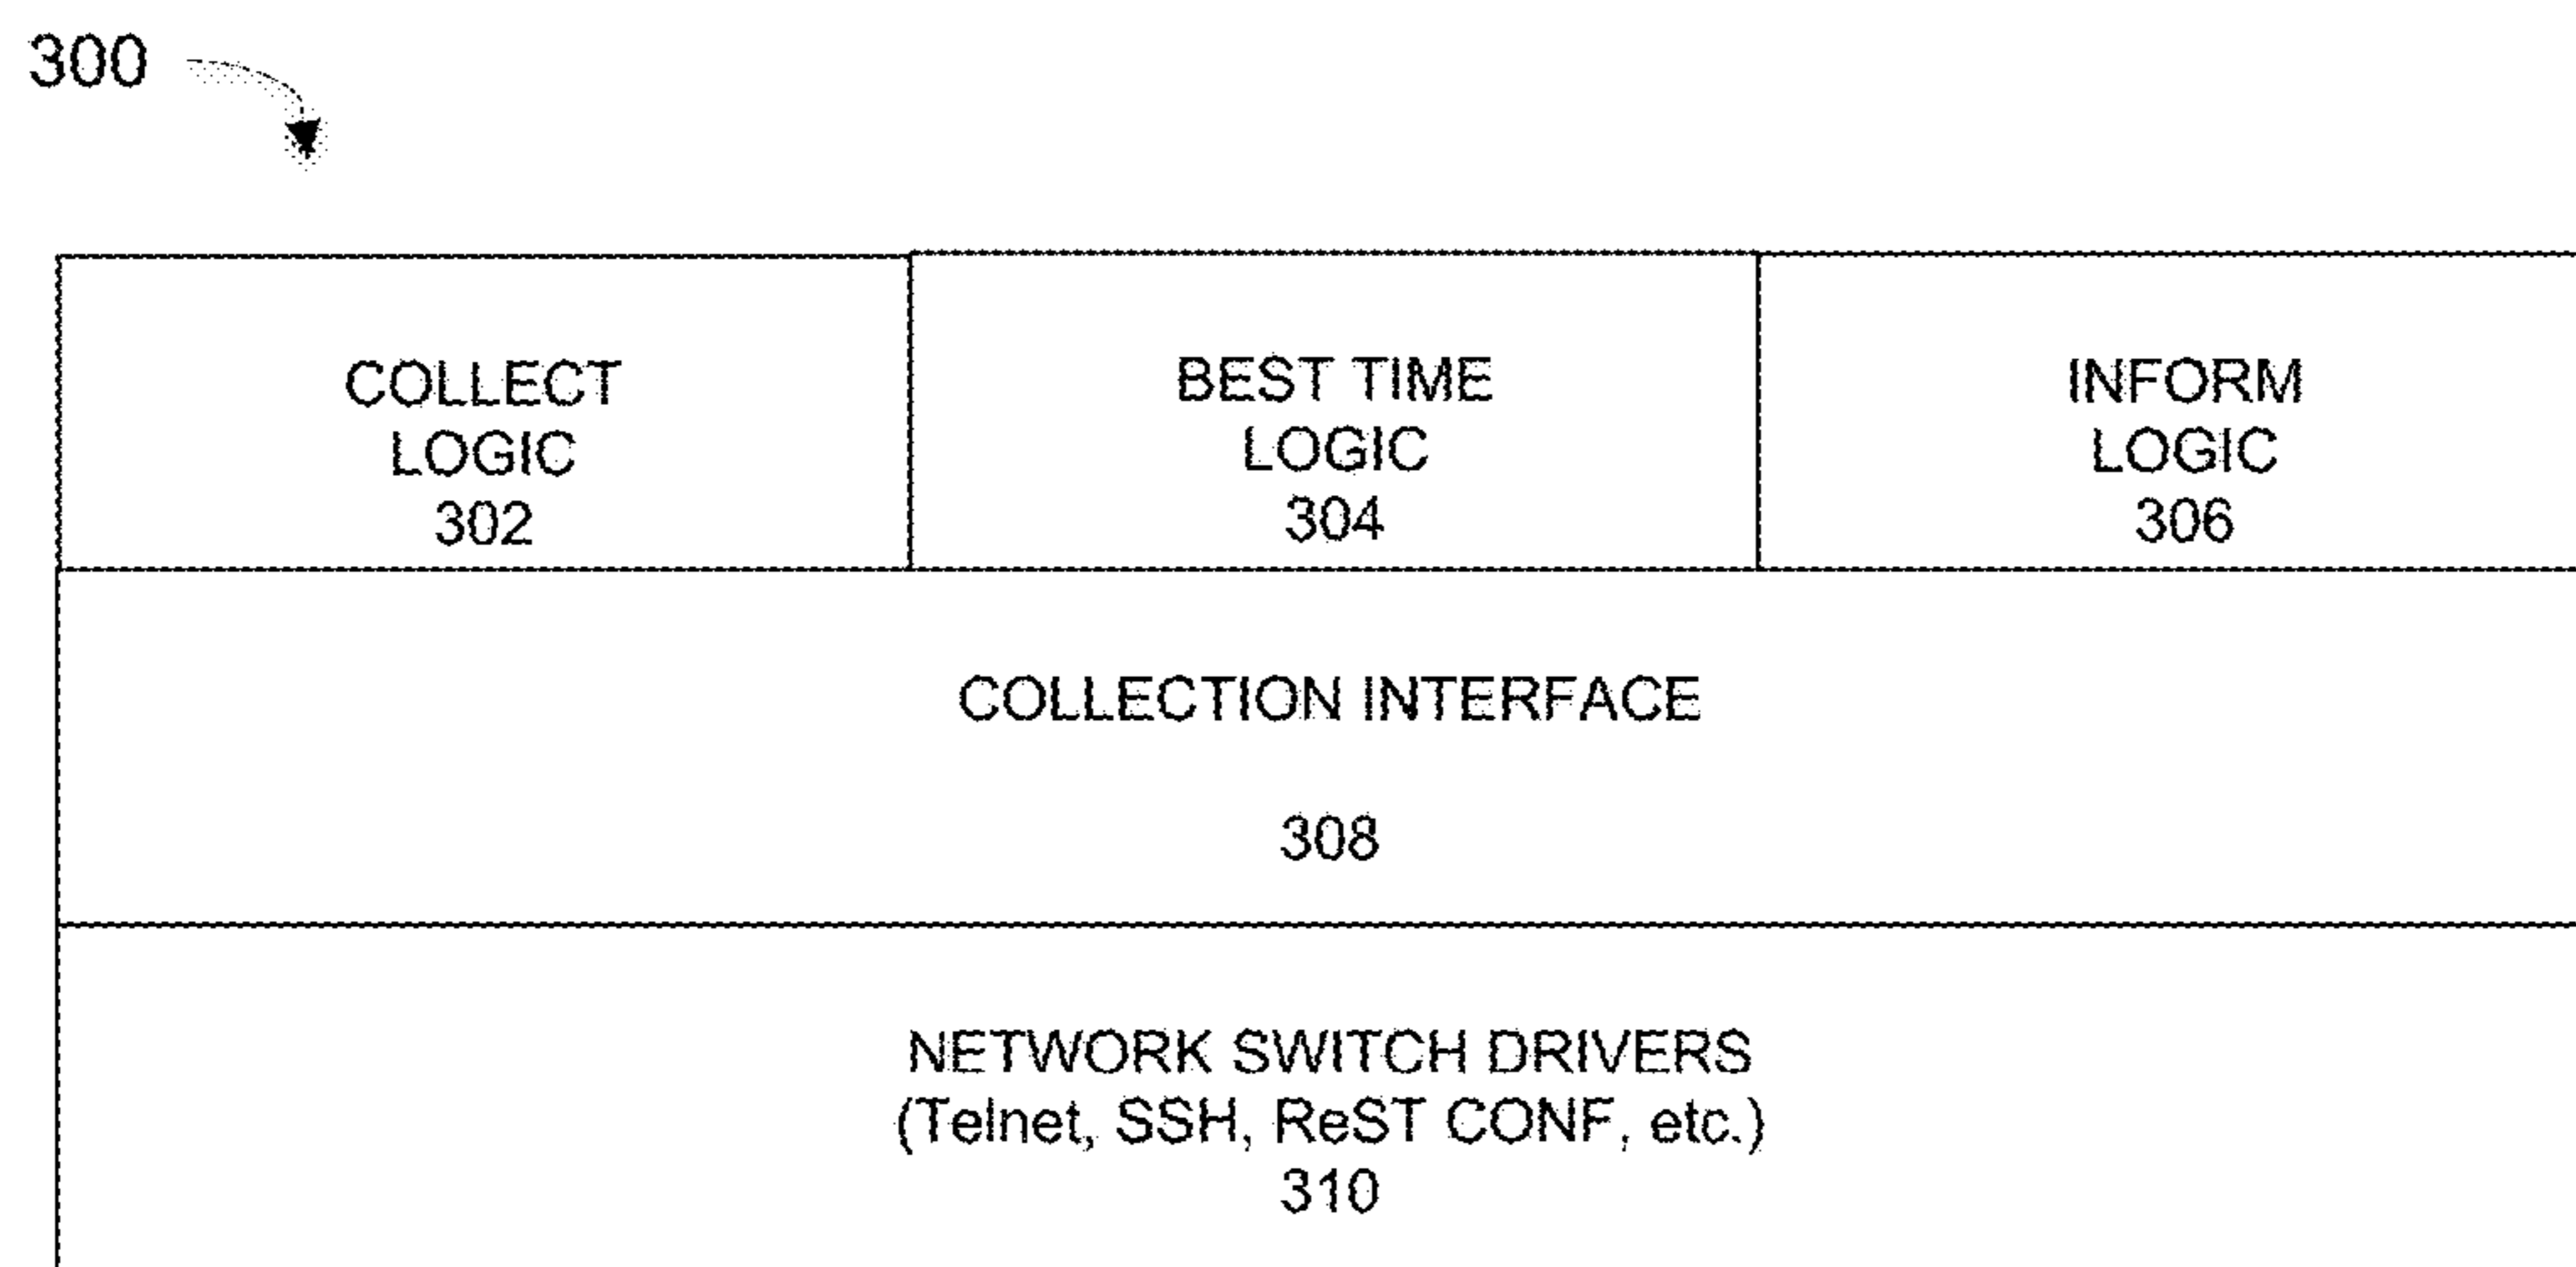 300
COLLECT
LOGIC
302
BEST TIME
LOGIC
304
INFORM
LOGIC
306
COLLECTION INTERFACE
308
NETWORK SWITCH DRIVERS
(Telnet, SSH, ReST CONF, etc.)
310